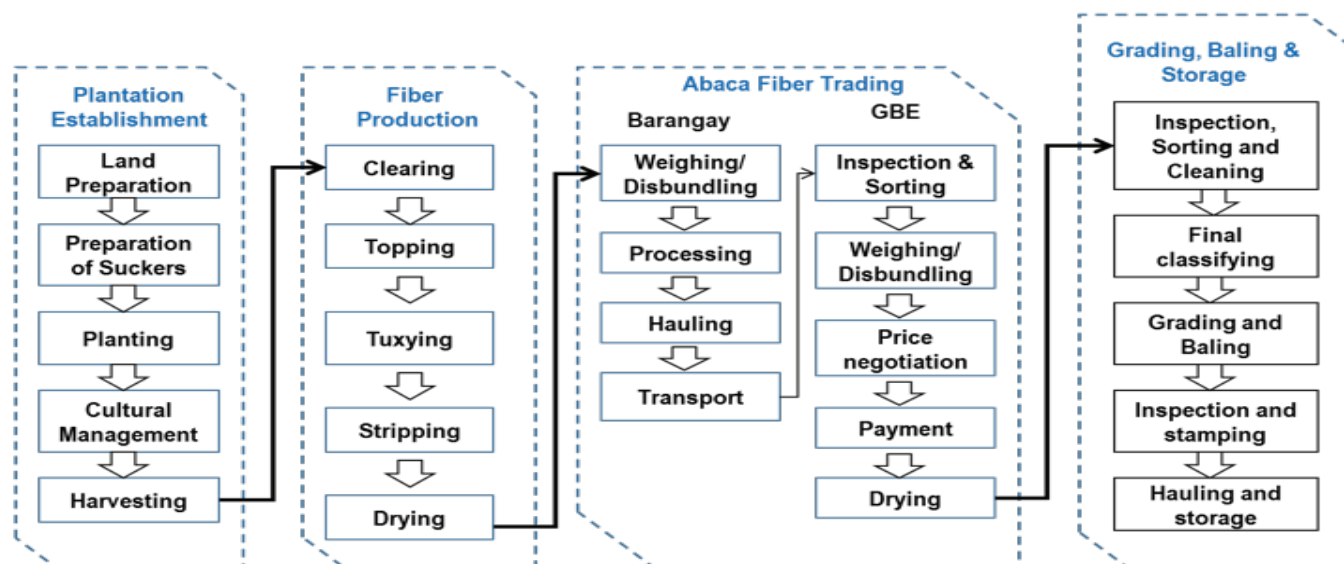 Plantation
Establishment
Land
Preparation
Preparation
of Suckers
Planting
Cultural
Management
Harvesting
Fiber
Production
Clearing
Topping
Tuxying
Stripping
Drying
Abaca Fiber Trading
Barangay
Weighing/
Disbundling
Processing
Hauling
Transport
GBE
Inspection &
Sorting
Weighing/
Disbundling
Price
negotiation
Payment
Drying
Grading, Baling &
Storage
Inspection,
Sorting and
Cleaning
Final
classifying
Grading and
Baling
Inspection and
stamping
Hauling and
storage